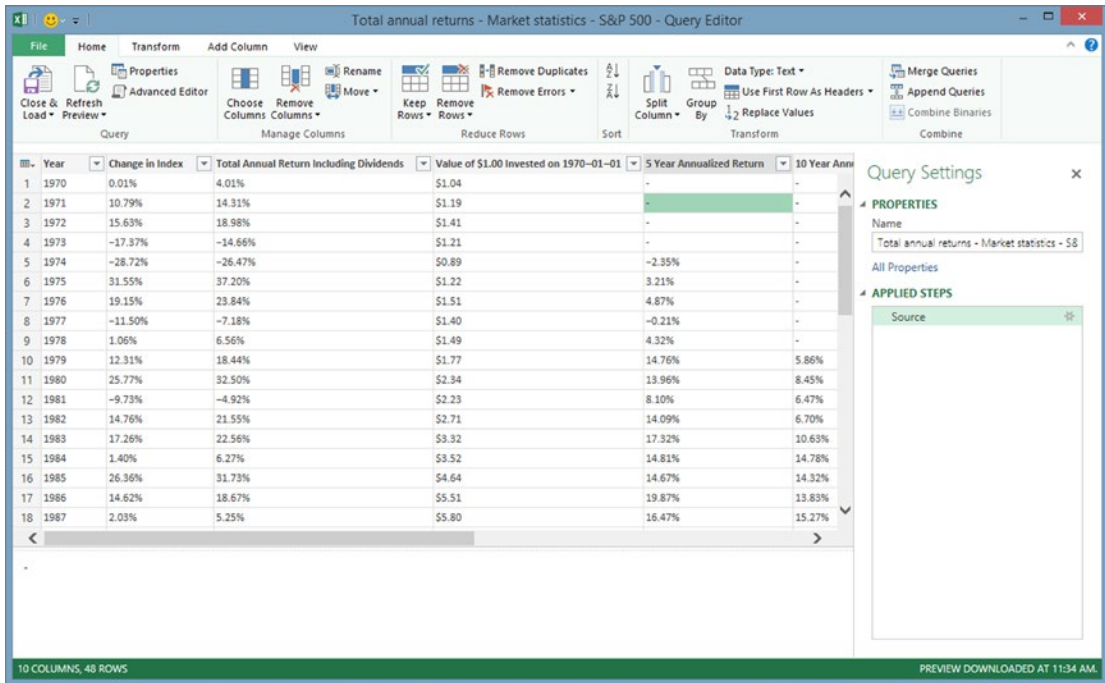 Total annual returns - Market statistics - S&P 500 - Query Editor
File Home Transform Add Column View
Close & Load
Refresh Preview
Properties
Advanced Editor
Query
Choose Columns
Remove Columns
Rename
Move
Manage Columns
Keep Rows
Remove Rows
Remove Duplicates
Remove Errors
Reduce Rows
Sort
Split Column
Group By
Data Type: Text
Use First Row As Headers
Replace Values
Transform
Merge Queries
Append Queries
Combine Binaries
Combine
Year Change in Index Total Annual Return Including Dividends Value of $1.00 Invested on 1970−01−01 5 Year Annualized Return 10 Year Ann
1 1970 0.01% 4.01% $1.04 - -
2 1971 10.79% 14.31% $1.19 - -
3 1972 15.63% 18.98% $1.41 - -
4 1973 −17.37% −14.66% $1.21 - -
5 1974 −28.72% −26.47% $0.89 −2.35% -
6 1975 31.55% 37.20% $1.22 3.21% -
7 1976 19.15% 23.84% $1.51 4.87% -
8 1977 −11.50% −7.18% $1.40 −0.21% -
9 1978 1.06% 6.56% $1.49 4.32% -
10 1979 12.31% 18.44% $1.77 14.76% 5.86%
11 1980 25.77% 32.50% $2.34 13.96% 8.45%
12 1981 −9.73% −4.92% $2.23 8.10% 6.47%
13 1982 14.76% 21.55% $2.71 14.09% 6.70%
14 1983 17.26% 22.56% $3.32 17.32% 10.63%
15 1984 1.40% 6.27% $3.52 14.81% 14.78%
16 1985 26.36% 31.73% $4.64 14.67% 14.32%
17 1986 14.62% 18.67% $5.51 19.87% 13.83%
18 1987 2.03% 5.25% $5.80 16.47% 15.27%
-
Query Settings
PROPERTIES
Name
Total annual returns - Market statistics - S&
All Properties
APPLIED STEPS
Source
10 COLUMNS, 48 ROWS
PREVIEW DOWNLOADED AT 11:34 AM.